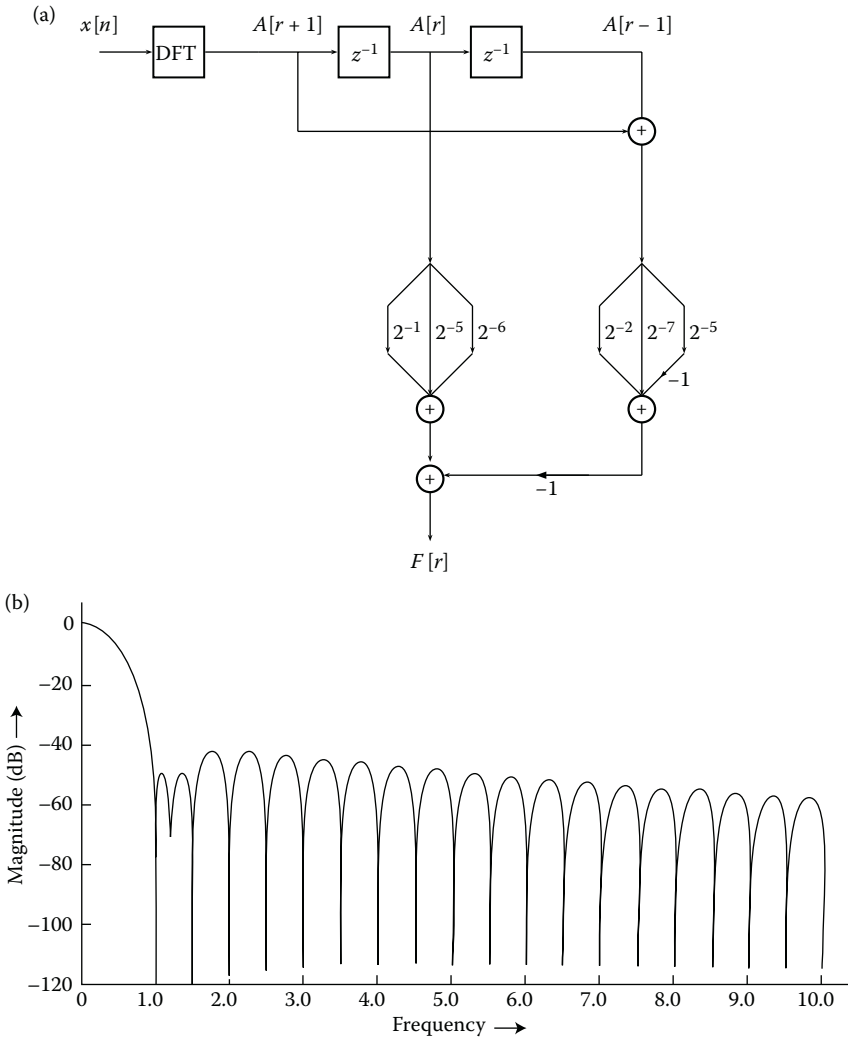 (a)
x[n] A[r + 1] A[r] A[r − 1]
DFT z⁻¹ z⁻¹
+
2⁻¹ 2⁻⁵ 2⁻⁶ 2⁻² 2⁻⁷ 2⁻⁵
−1
+ +
+
−1
F[r]
(b)
Magnitude (dB)
0
−20
−40
−60
−80
−100
−120
0 1.0 2.0 3.0 4.0 5.0 6.0 7.0 8.0 9.0 10.0
Frequency